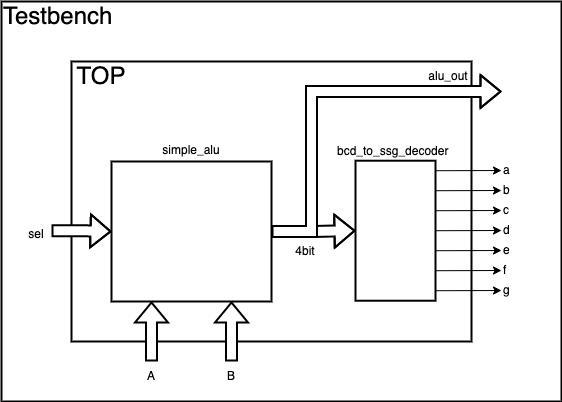 Testbench
TOP
alu_out
simple_alu
bcd_to_ssg_decoder
a
b
c
sel
d
4bit
e
f
g
A
B